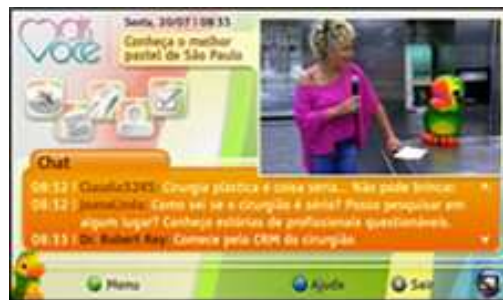 mais
você
Sexta, 20/07 | 08:33
Conheça o melhor
pastel de São Paulo
Chat
08:32 | Claudia5245: Cirurgia plástica é coisa séria... Não pode brincar.
08:32 | JoanaLinda: Como sei se o cirurgião é sério? Posso pesquisar em
algum lugar? Conheço estórias de profissionais questionáveis.
08:33 | Dr. Robert Rey: Comece pelo CRM do cirurgião
Menu
Ajuda
Sair